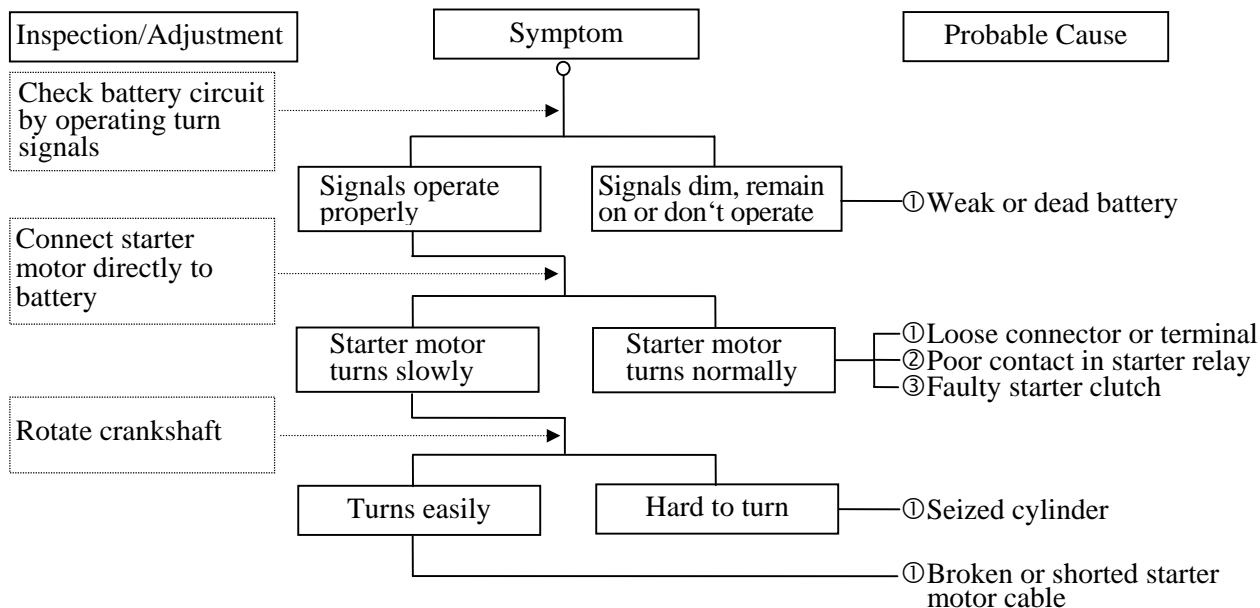 Inspection/Adjustment
Symptom
Probable Cause
Check battery circuit
by operating turn
signals
Signals operate
properly
Signals dim, remain
on or don‘t operate
①Weak or dead battery
Connect starter
motor directly to
battery
Starter motor
turns slowly
Starter motor
turns normally
①Loose connector or terminal
②Poor contact in starter relay
③Faulty starter clutch
Rotate crankshaft
Turns easily
Hard to turn
①Seized cylinder
①Broken or shorted starter
motor cable